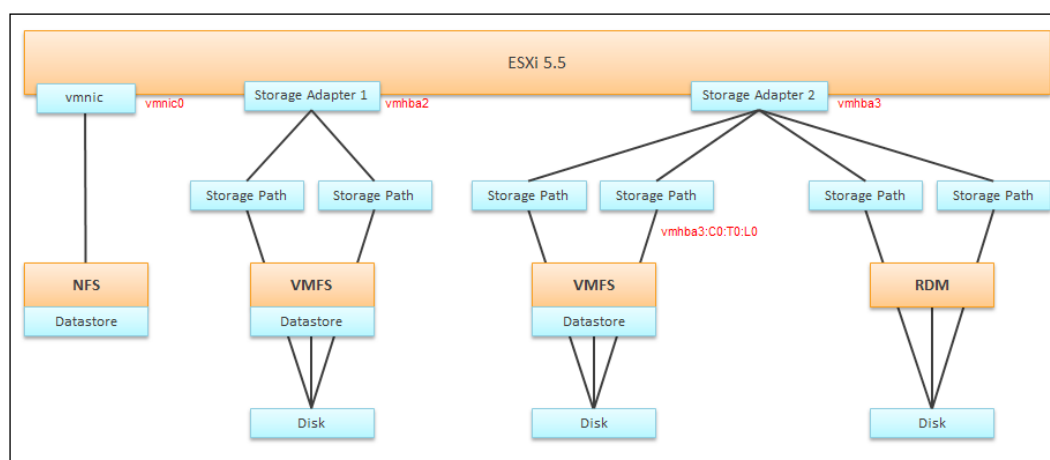 ESXi 5.5
vmnic
vmnic0
Storage Adapter 1
vmhba2
Storage Adapter 2
vmhba3
Storage Path
Storage Path
Storage Path
Storage Path
Storage Path
Storage Path
vmhba3:C0:T0:L0
NFS
VMFS
VMFS
RDM
Datastore
Datastore
Datastore
Disk
Disk
Disk